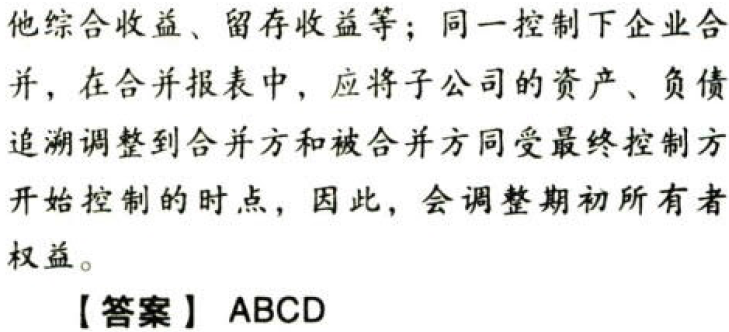 他综合收益、留存收益等；同一控制下企业合
并，在合并报表中，应将子公司的资产、负债
追溯调整到合并方和被合并方同受最终控制方
开始控制的时点，因此，会调整期初所有者
权益。
【答案】 ABCD